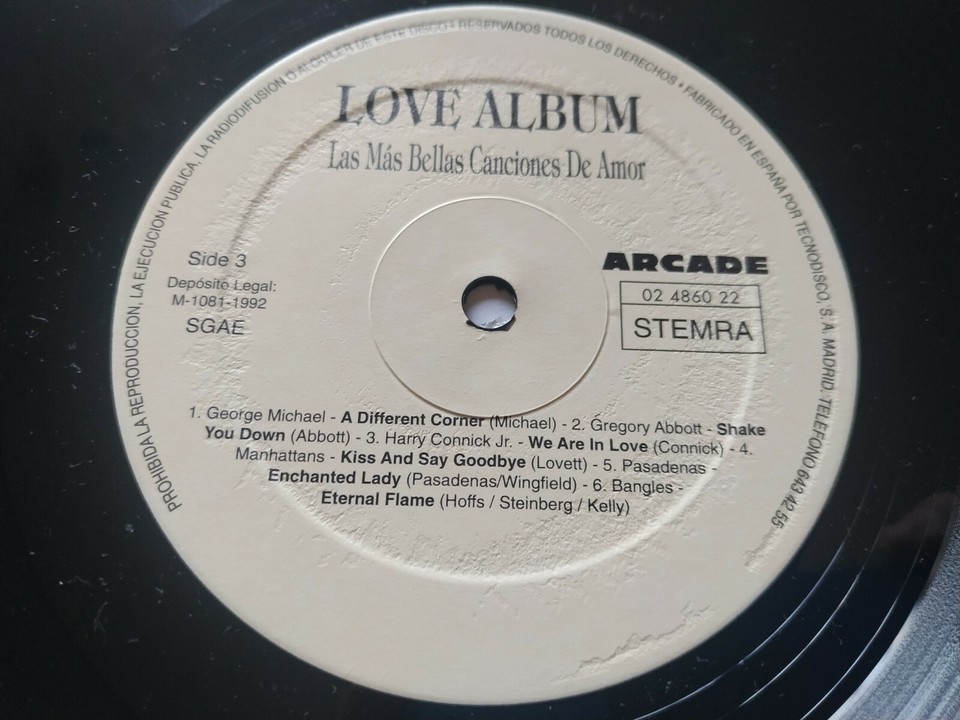 PROHIBIDA LA REPRODUCCION, LA EJECUCION PUBLICA, LA RADIODIFUSION O ALQUILER DE ESTE DISCO • RESERVADOS TODOS LOS DERECHOS • FABRICADO EN ESPAÑA POR TECNODISCO, S.A. MADRID, TELEFONO 643 42 55
LOVE ALBUM
Las Más Bellas Canciones De Amor
Side 3
Depósito Legal:
M-1081-1992
SGAE
ARCADE
02 4860 22
STEMRA
1. George Michael - A Different Corner (Michael) - 2. Gregory Abbott - Shake
You Down (Abbott) - 3. Harry Connick Jr. - We Are In Love (Connick) - 4.
Manhattans - Kiss And Say Goodbye (Lovett) - 5. Pasadenas -
Enchanted Lady (Pasadenas/Wingfield) - 6. Bangles -
Eternal Flame (Hoffs / Steinberg / Kelly)